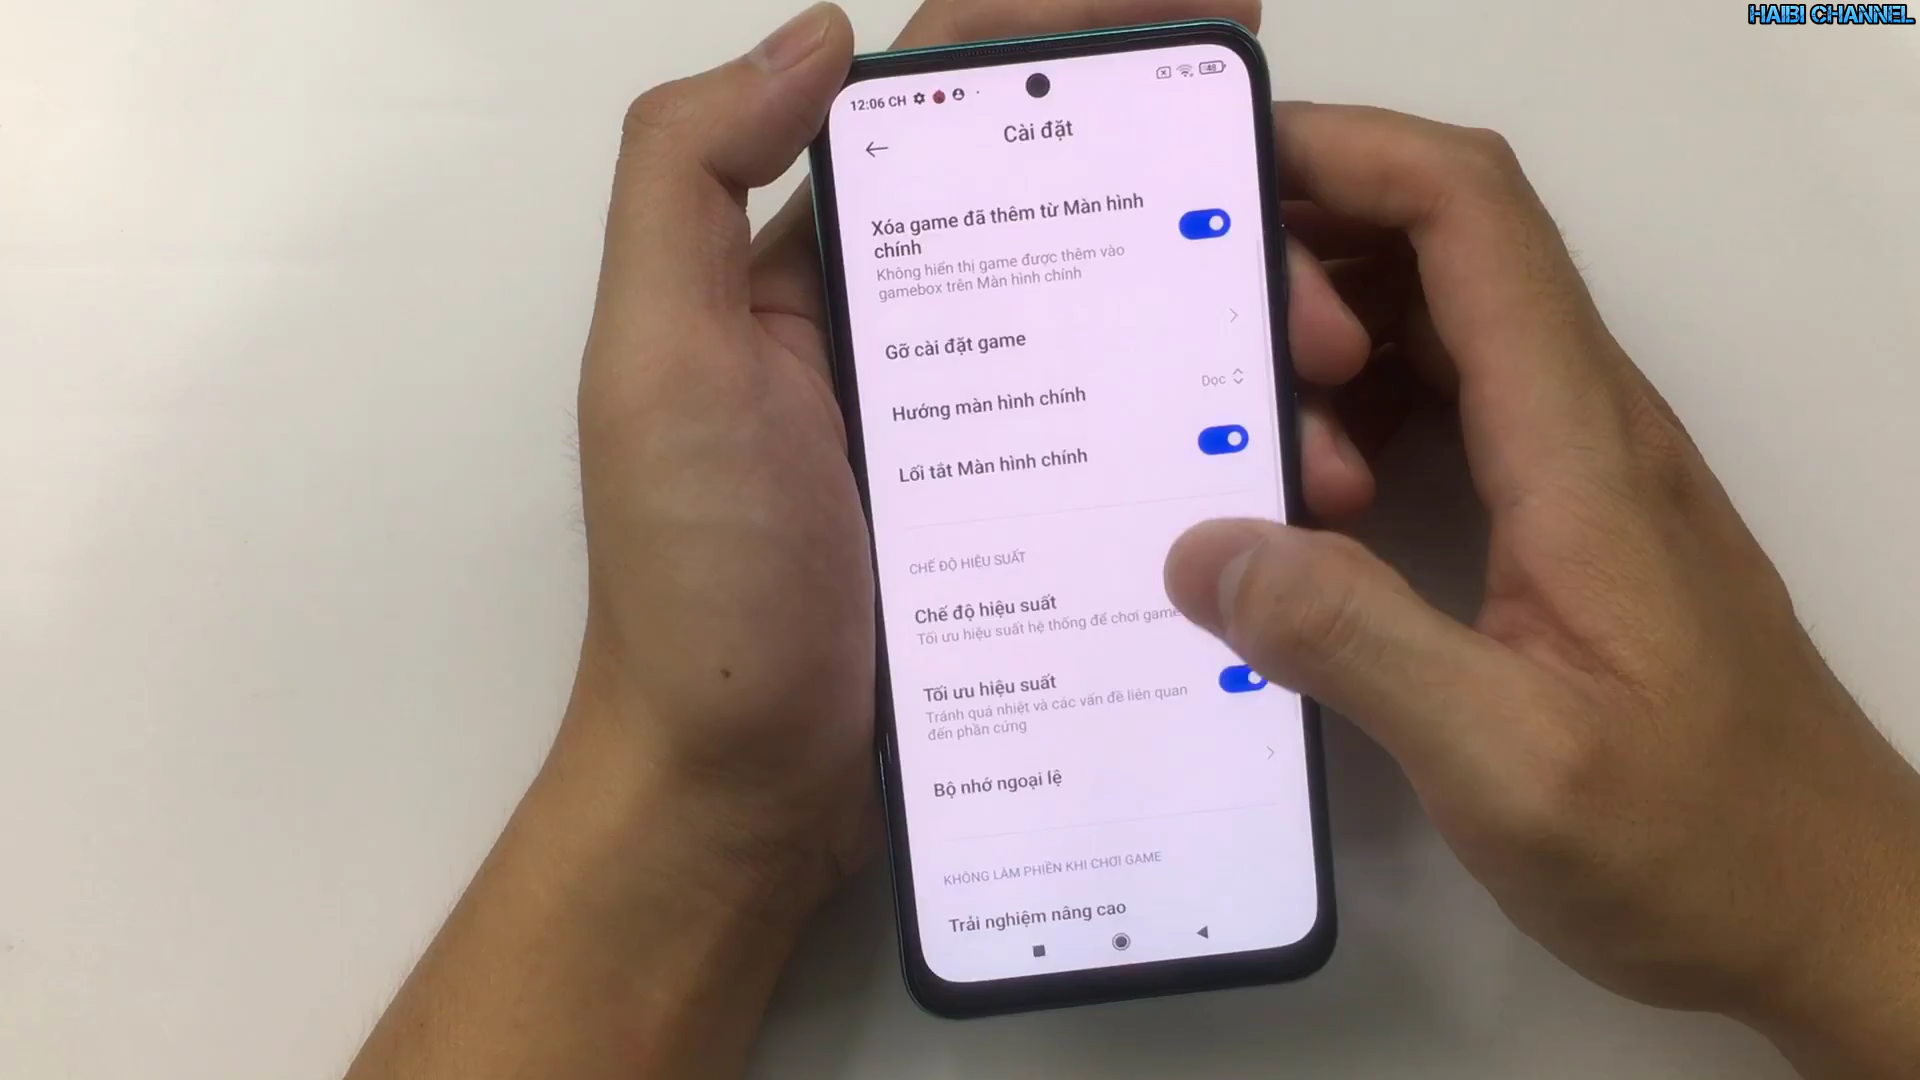 HAIBI CHANNEL
12:06 CH
48
Cài đặt
Xóa game đã thêm từ Màn hình
chính
Không hiển thị game được thêm vào
gamebox trên Màn hình chính
Gỡ cài đặt game
Hướng màn hình chính
Dọc
Lối tắt Màn hình chính
CHẾ ĐỘ HIỆU SUẤT
Chế độ hiệu suất
Tối ưu hiệu suất hệ thống để chơi game
Tối ưu hiệu suất
Tránh quá nhiệt và các vấn đề liên quan
đến phần cứng
Bộ nhớ ngoại lệ
KHÔNG LÀM PHIỀN KHI CHƠI GAME
Trải nghiệm nâng cao